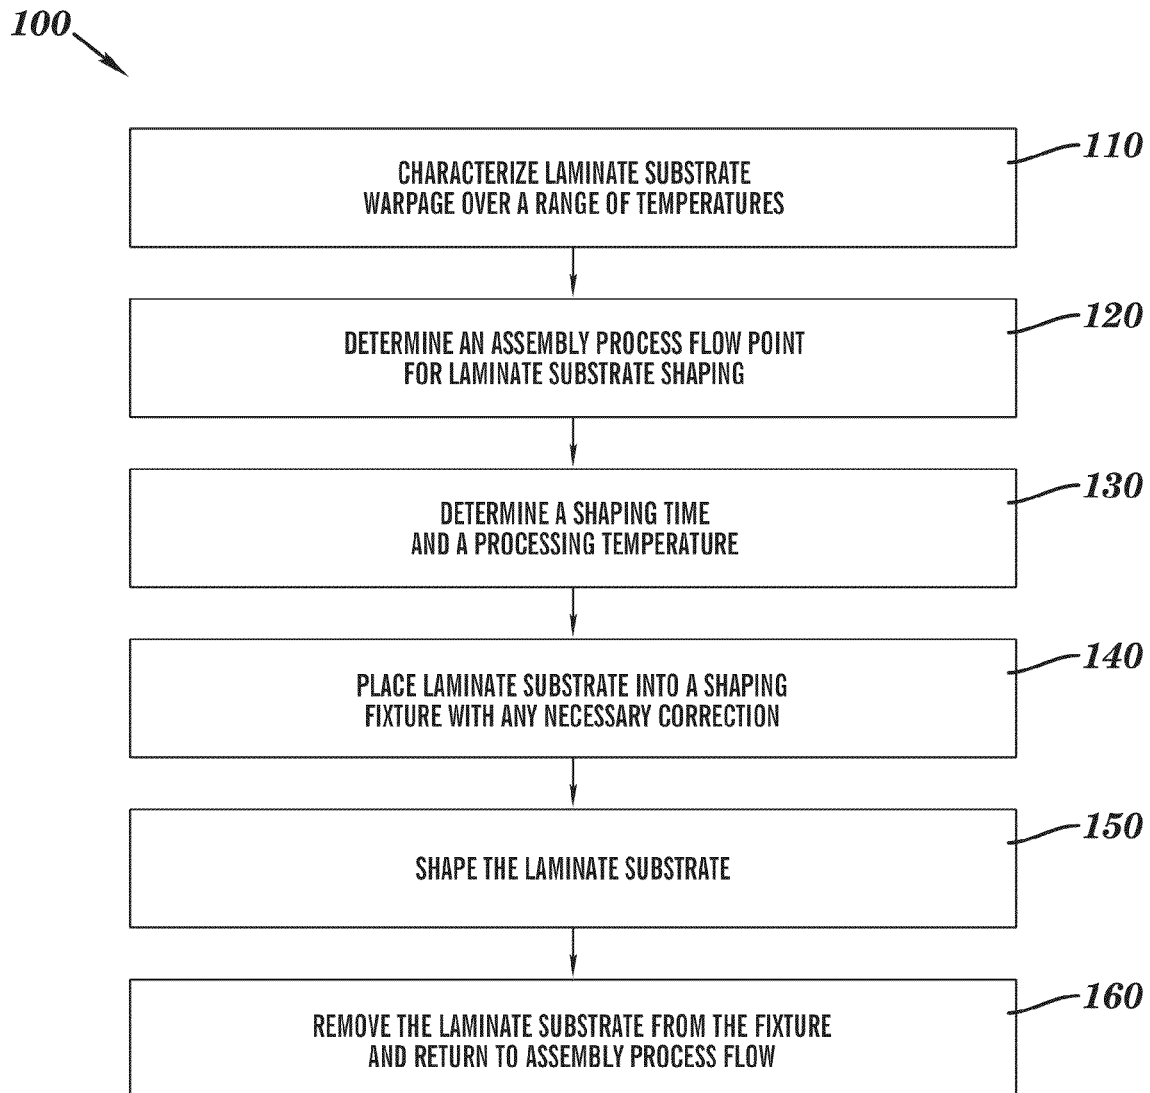 100
110
CHARACTERIZE LAMINATE SUBSTRATE
WARPAGE OVER A RANGE OF TEMPERATURES
120
DETERMINE AN ASSEMBLY PROCESS FLOW POINT
FOR LAMINATE SUBSTRATE SHAPING
130
DETERMINE A SHAPING TIME
AND A PROCESSING TEMPERATURE
140
PLACE LAMINATE SUBSTRATE INTO A SHAPING
FIXTURE WITH ANY NECESSARY CORRECTION
150
SHAPE THE LAMINATE SUBSTRATE
160
REMOVE THE LAMINATE SUBSTRATE FROM THE FIXTURE
AND RETURN TO ASSEMBLY PROCESS FLOW